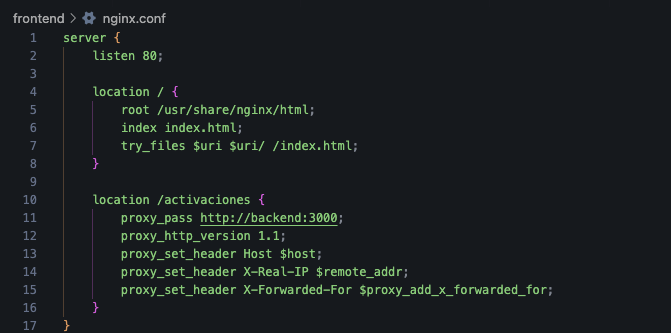 frontend > nginx.conf
1 server {
2     listen 80;
3
4     location / {
5         root /usr/share/nginx/html;
6         index index.html;
7         try_files $uri $uri/ /index.html;
8     }
9
10     location /activaciones {
11         proxy_pass http://backend:3000;
12         proxy_http_version 1.1;
13         proxy_set_header Host $host;
14         proxy_set_header X-Real-IP $remote_addr;
15         proxy_set_header X-Forwarded-For $proxy_add_x_forwarded_for;
16     }
17 }